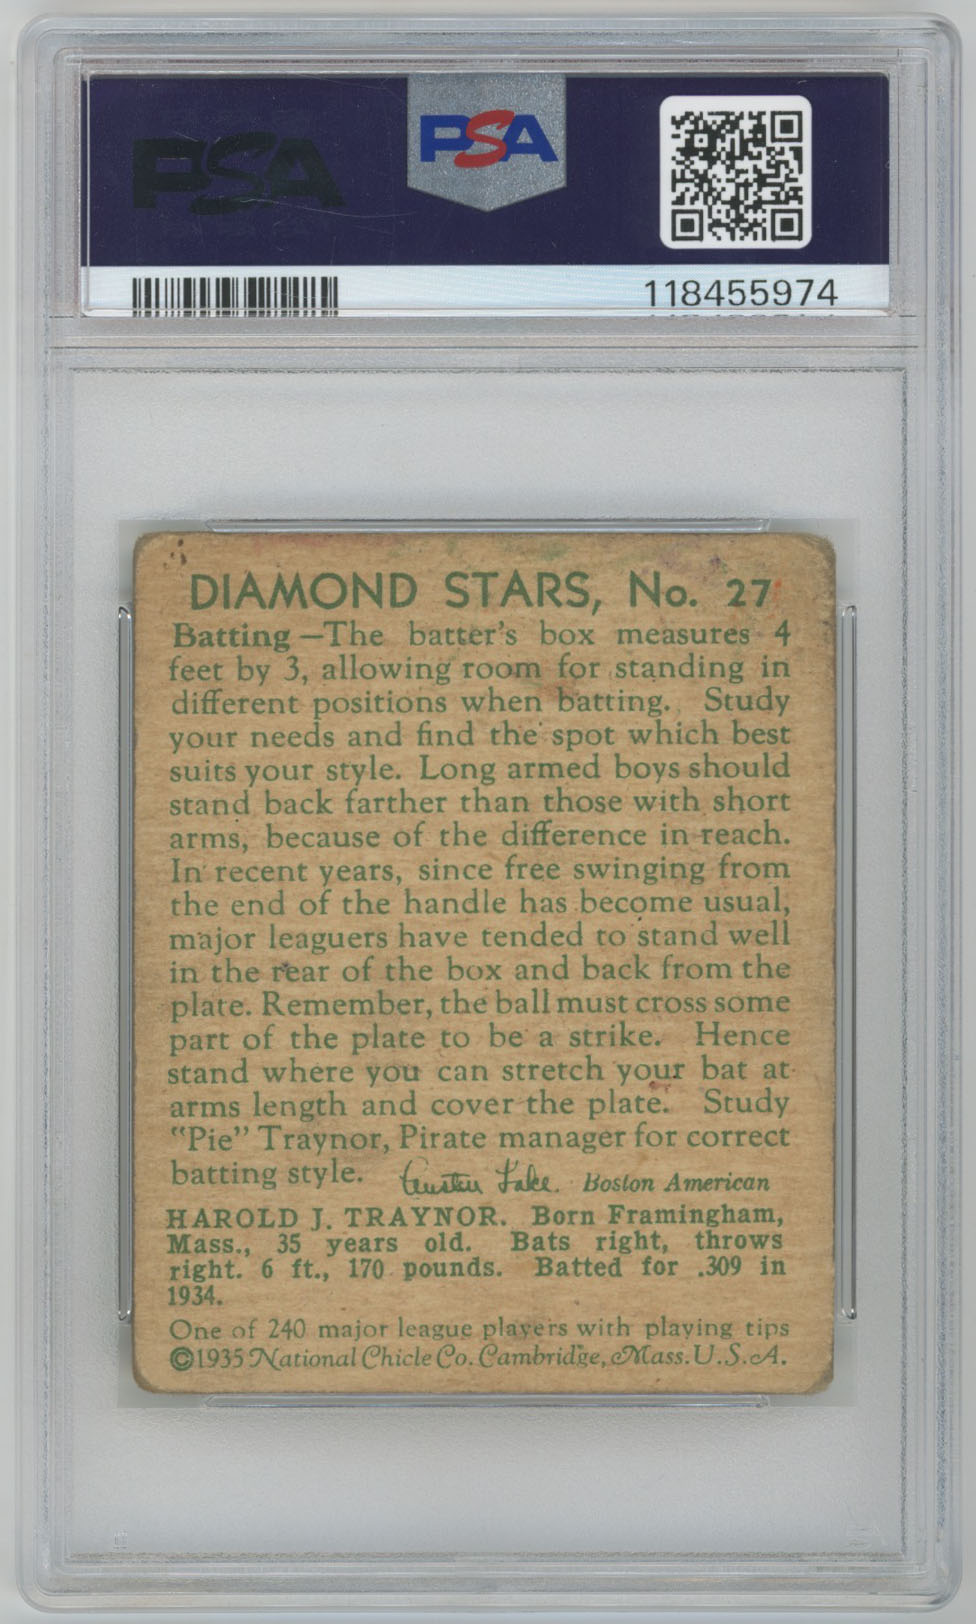 PSA
PSA
118455974
DIAMOND STARS, No. 27
Batting—The batter's box measures 4
feet by 3, allowing room for standing in
different positions when batting. Study
your needs and find the spot which best
suits your style. Long armed boys should
stand back farther than those with short
arms, because of the difference in reach.
In recent years, since free swinging from
the end of the handle has become usual,
major leaguers have tended to stand well
in the rear of the box and back from the
plate. Remember, the ball must cross some
part of the plate to be a strike. Hence
stand where you can stretch your bat at
arms length and cover the plate. Study
"Pie" Traynor, Pirate manager for correct
batting style. Austen Lake. Boston American
HAROLD J. TRAYNOR. Born Framingham,
Mass., 35 years old. Bats right, throws
right. 6 ft., 170 pounds. Batted for .309 in
1934.
One of 240 major league players with playing tips
©1935 National Chicle Co. Cambridge, Mass. U.S.A.